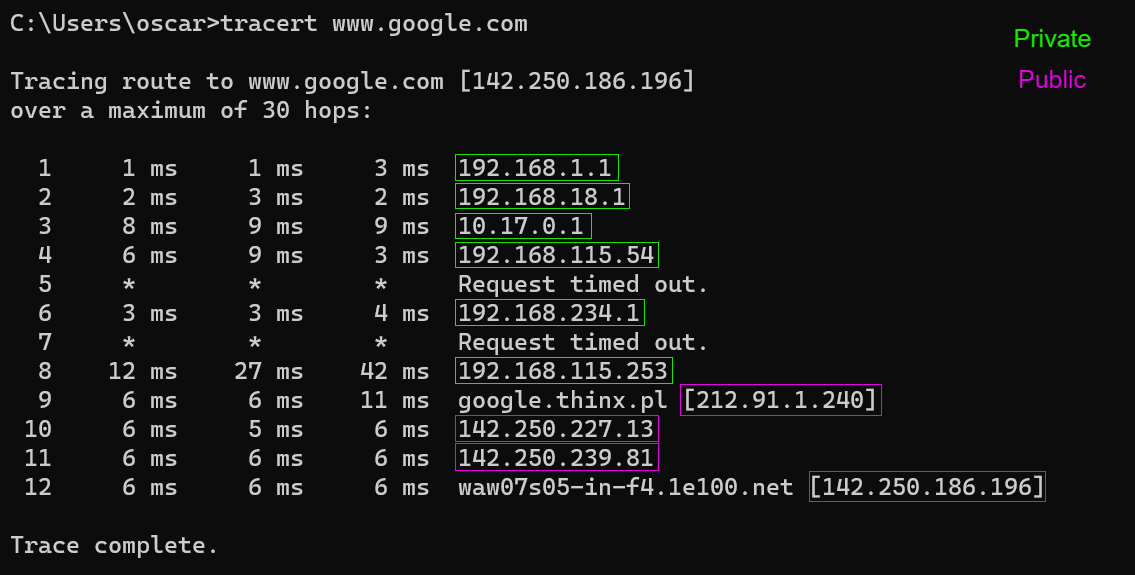 C:\Users\oscar>tracert www.google.com
Private
Public
Tracing route to www.google.com [142.250.186.196]
over a maximum of 30 hops:
1 1 ms 1 ms 3 ms 192.168.1.1
2 2 ms 3 ms 2 ms 192.168.18.1
3 8 ms 9 ms 9 ms 10.17.0.1
4 6 ms 9 ms 3 ms 192.168.115.54
5 * * * Request timed out.
6 3 ms 3 ms 4 ms 192.168.234.1
7 * * * Request timed out.
8 12 ms 27 ms 42 ms 192.168.115.253
9 6 ms 6 ms 11 ms google.thinx.pl [212.91.1.240]
10 6 ms 5 ms 6 ms 142.250.227.13
11 6 ms 6 ms 6 ms 142.250.239.81
12 6 ms 6 ms 6 ms waw07s05-in-f4.1e100.net [142.250.186.196]
Trace complete.